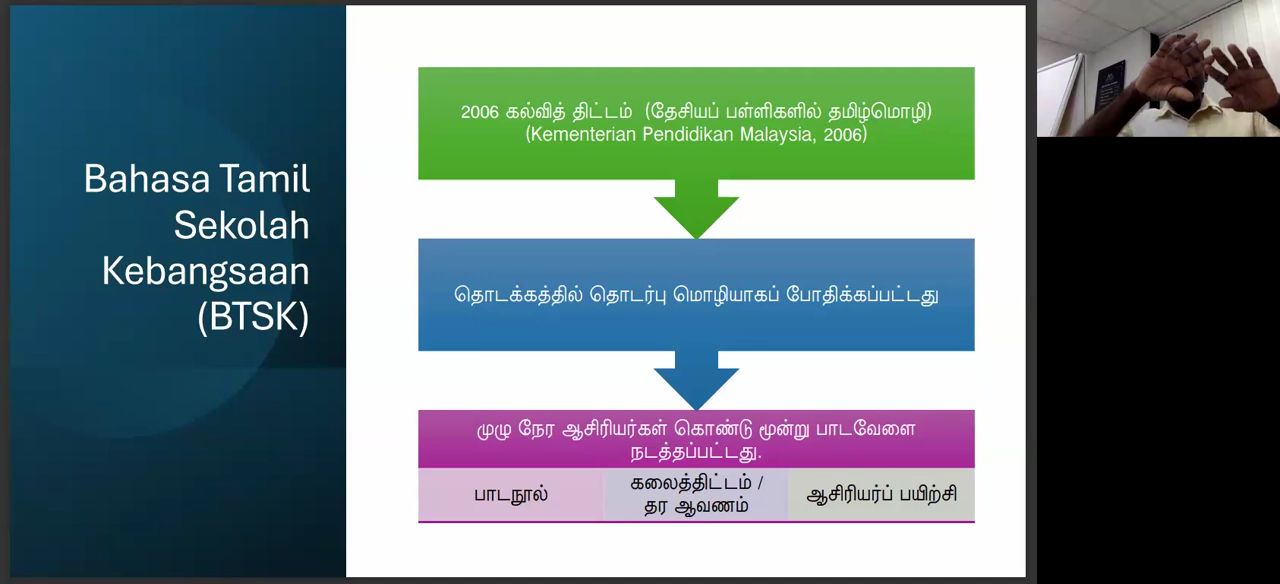 Bahasa Tamil
Sekolah
Kebangsaan
(BTSK)
2006 கல்வித் திட்டம் (தேசியப் பள்ளிகளில் தமிழ்மொழி)
(Kementerian Pendidikan Malaysia, 2006)
தொடக்கத்தில் தொடர்பு மொழியாகப் போதிக்கப்பட்டது
முழு நேர ஆசிரியர்கள் கொண்டு மூன்று பாடவேளை
நடத்தப்பட்டது.
பாடநூல்
கலைத்திட்டம் /
தர ஆவணம்
ஆசிரியர்ப் பயிற்சி